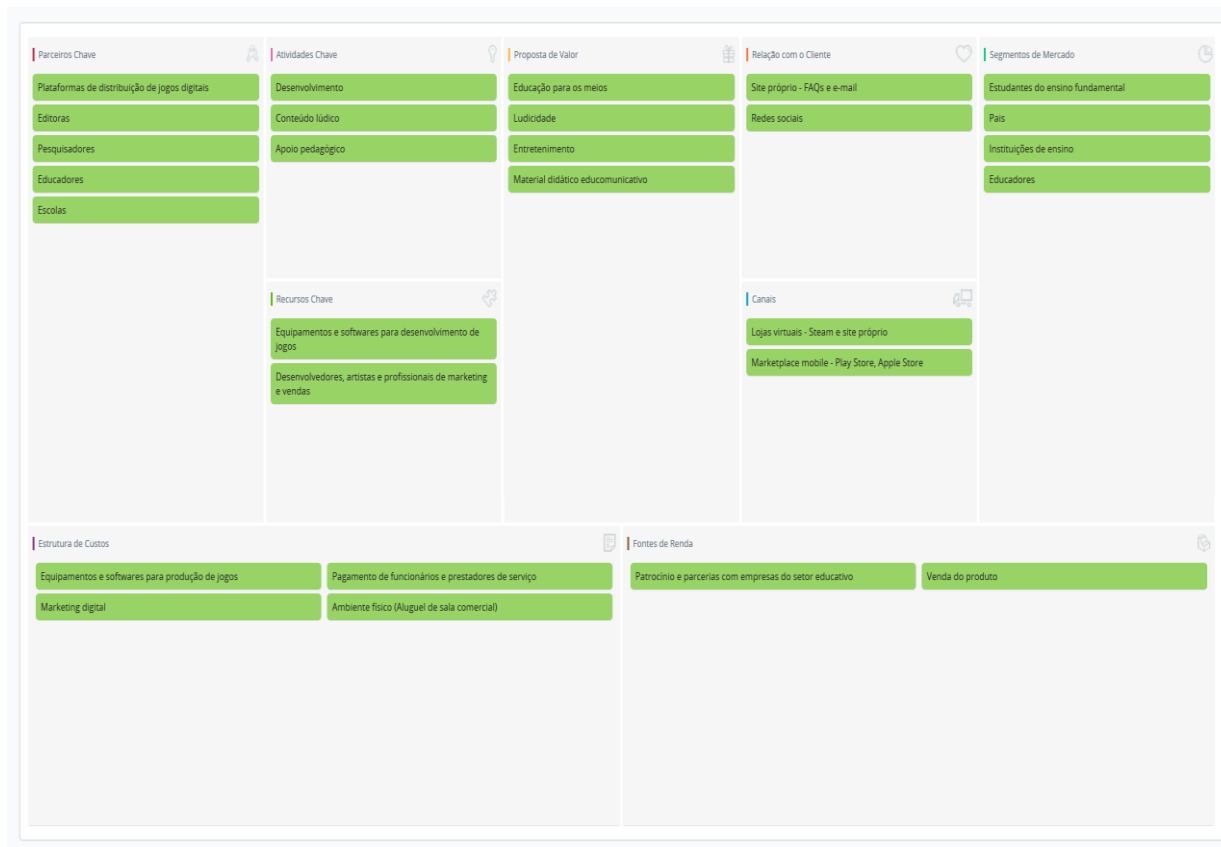 Parceiros Chave
Plataformas de distribuição de jogos digitais
Editoras
Pesquisadores
Educadores
Escolas
Atividades Chave
Desenvolvimento
Conteúdo lúdico
Apoio pedagógico
Recursos Chave
Equipamentos e softwares para desenvolvimento de
jogos
Desenvolvedores, artistas e profissionais de marketing
e vendas
Proposta de Valor
Educação para os meios
Ludicidade
Entretenimento
Material didático educomunicativo
Relação com o Cliente
Site próprio - FAQs e e-mail
Redes sociais
Canais
Lojas virtuais - Steam e site próprio
Marketplace mobile - Play Store, Apple Store
Segmentos de Mercado
Estudantes do ensino fundamental
Pais
Instituições de ensino
Educadores
Estrutura de Custos
Equipamentos e softwares para produção de jogos
Pagamento de funcionários e prestadores de serviço
Marketing digital
Ambiente físico (Aluguel de sala comercial)
Fontes de Renda
Patrocínio e parcerias com empresas do setor educativo
Venda do produto